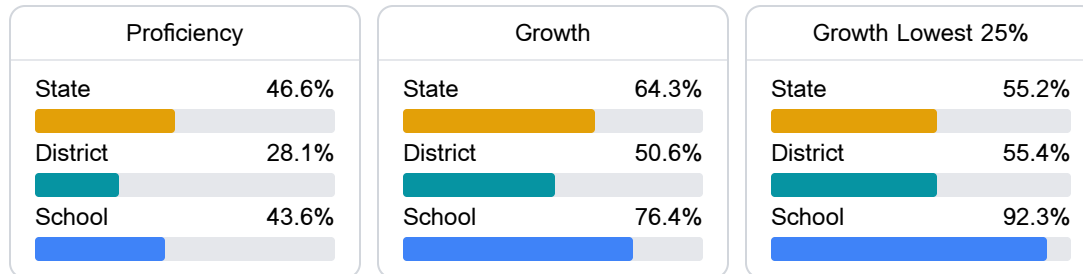 Proficiency
State 46.6%
District 28.1%
School 43.6%
Growth
State 64.3%
District 50.6%
School 76.4%
Growth Lowest 25%
State 55.2%
District 55.4%
School 92.3%